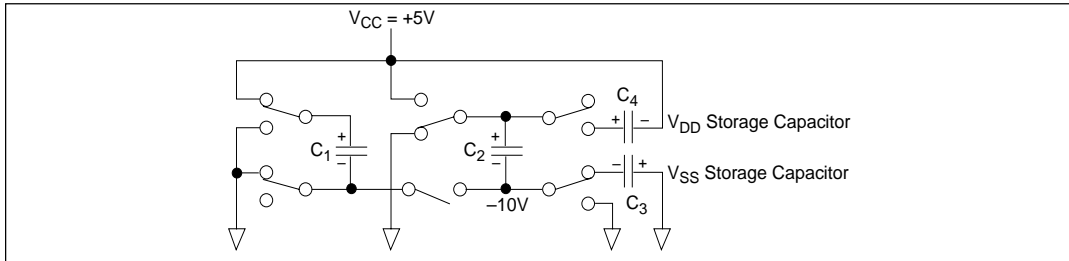 VCC = +5V
C4
+ –
VDD Storage Capacitor
+
C1
–
+
C2
–
– +
VSS Storage Capacitor
C3
–10V